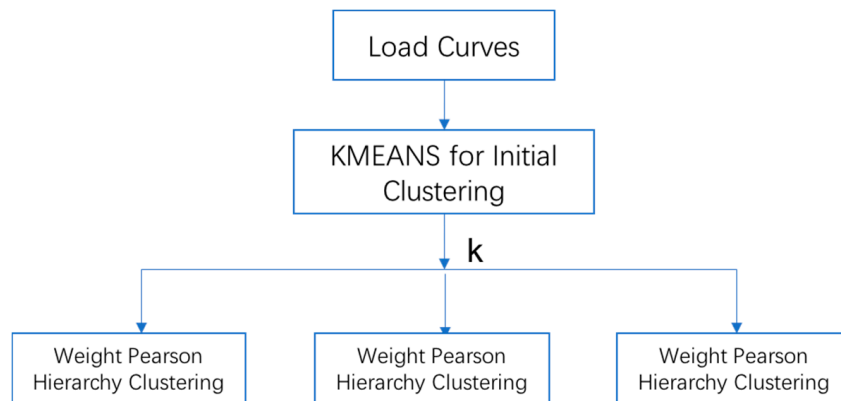 Load Curves
KMEANS for Initial
Clustering
k
Weight Pearson
Hierarchy Clustering
Weight Pearson
Hierarchy Clustering
Weight Pearson
Hierarchy Clustering